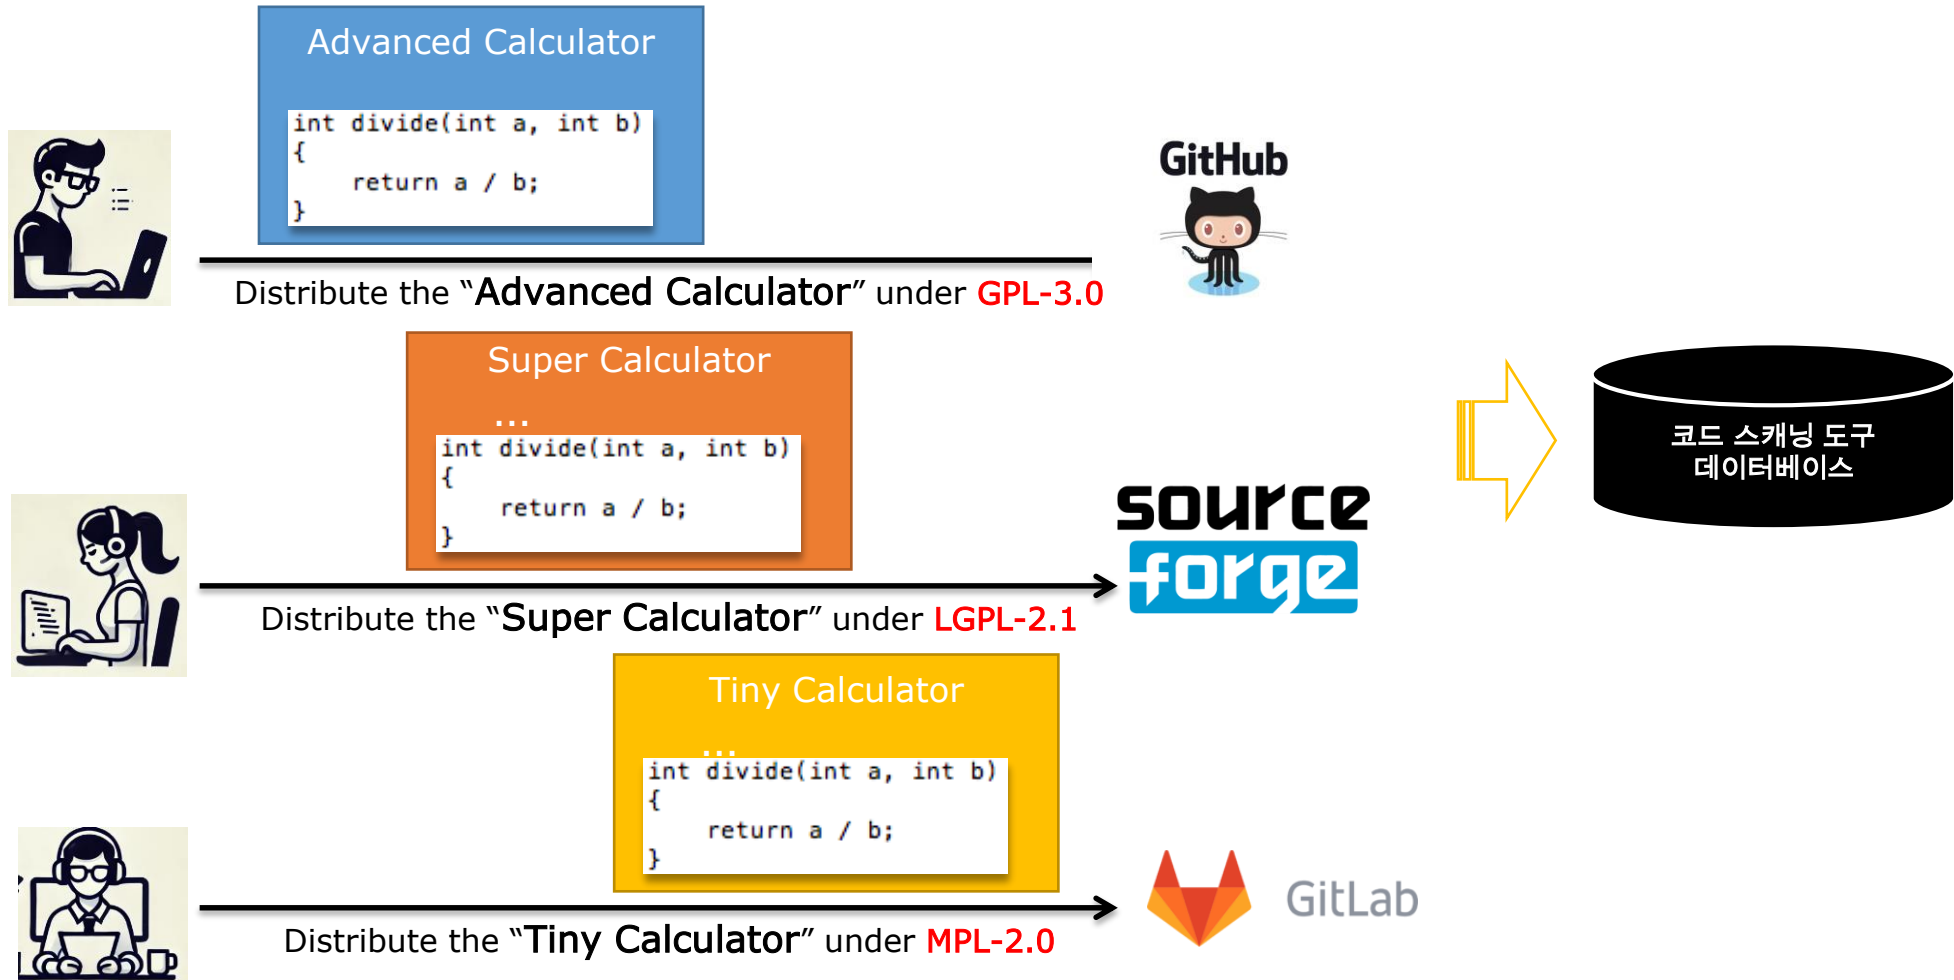 Advanced Calculator
int divide(int a, int b)
{
    return a / b;
}
Distribute the “Advanced Calculator” under GPL-3.0
GitHub
Super Calculator
...
int divide(int a, int b)
{
    return a / b;
}
Distribute the “Super Calculator” under LGPL-2.1
source
forge
Tiny Calculator
...
int divide(int a, int b)
{
    return a / b;
}
Distribute the “Tiny Calculator” under MPL-2.0
GitLab
코드 스캐닝 도구
데이터베이스